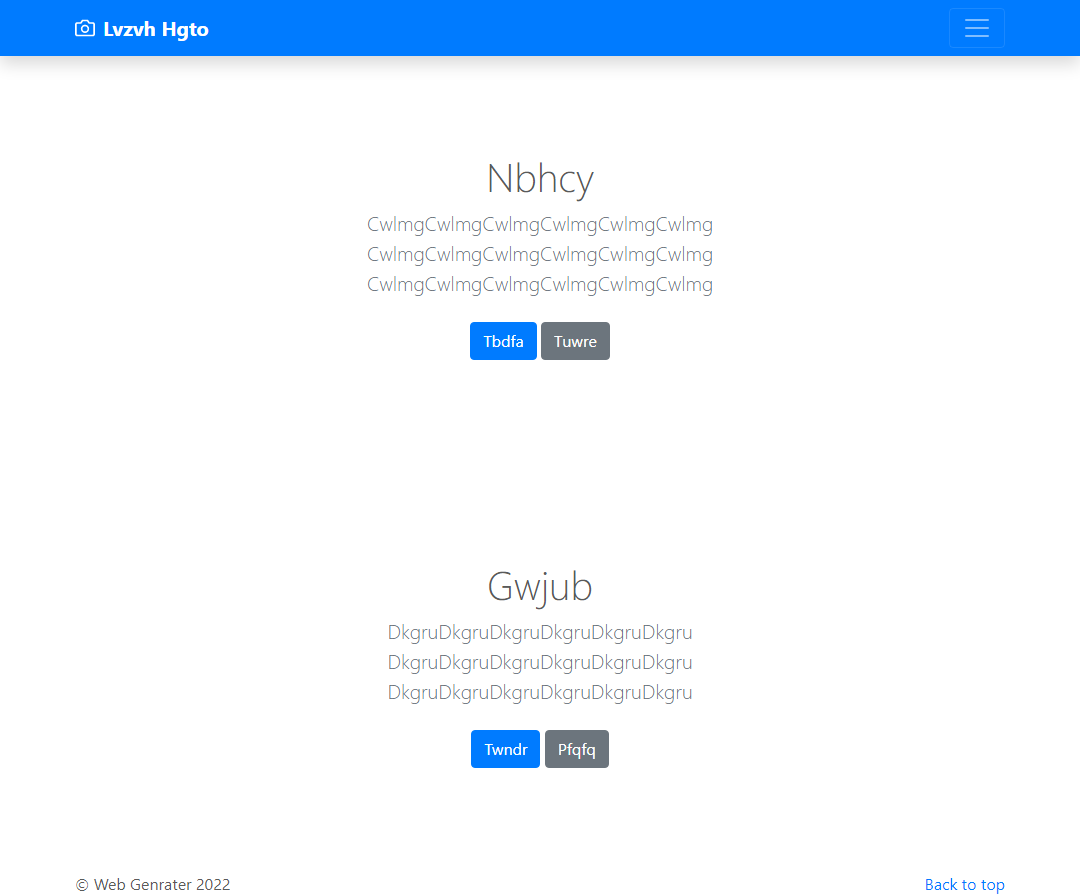 Lvzvh Hgto
Nbhcy
CwlmgCwlmgCwlmgCwlmgCwlmgCwlmg
CwlmgCwlmgCwlmgCwlmgCwlmgCwlmg
CwlmgCwlmgCwlmgCwlmgCwlmgCwlmg
Tbdfa Tuwre
Gwjub
DkgruDkgruDkgruDkgruDkgruDkgru
DkgruDkgruDkgruDkgruDkgruDkgru
DkgruDkgruDkgruDkgruDkgruDkgru
Twndr Pfqfq
© Web Genrater 2022 Back to top